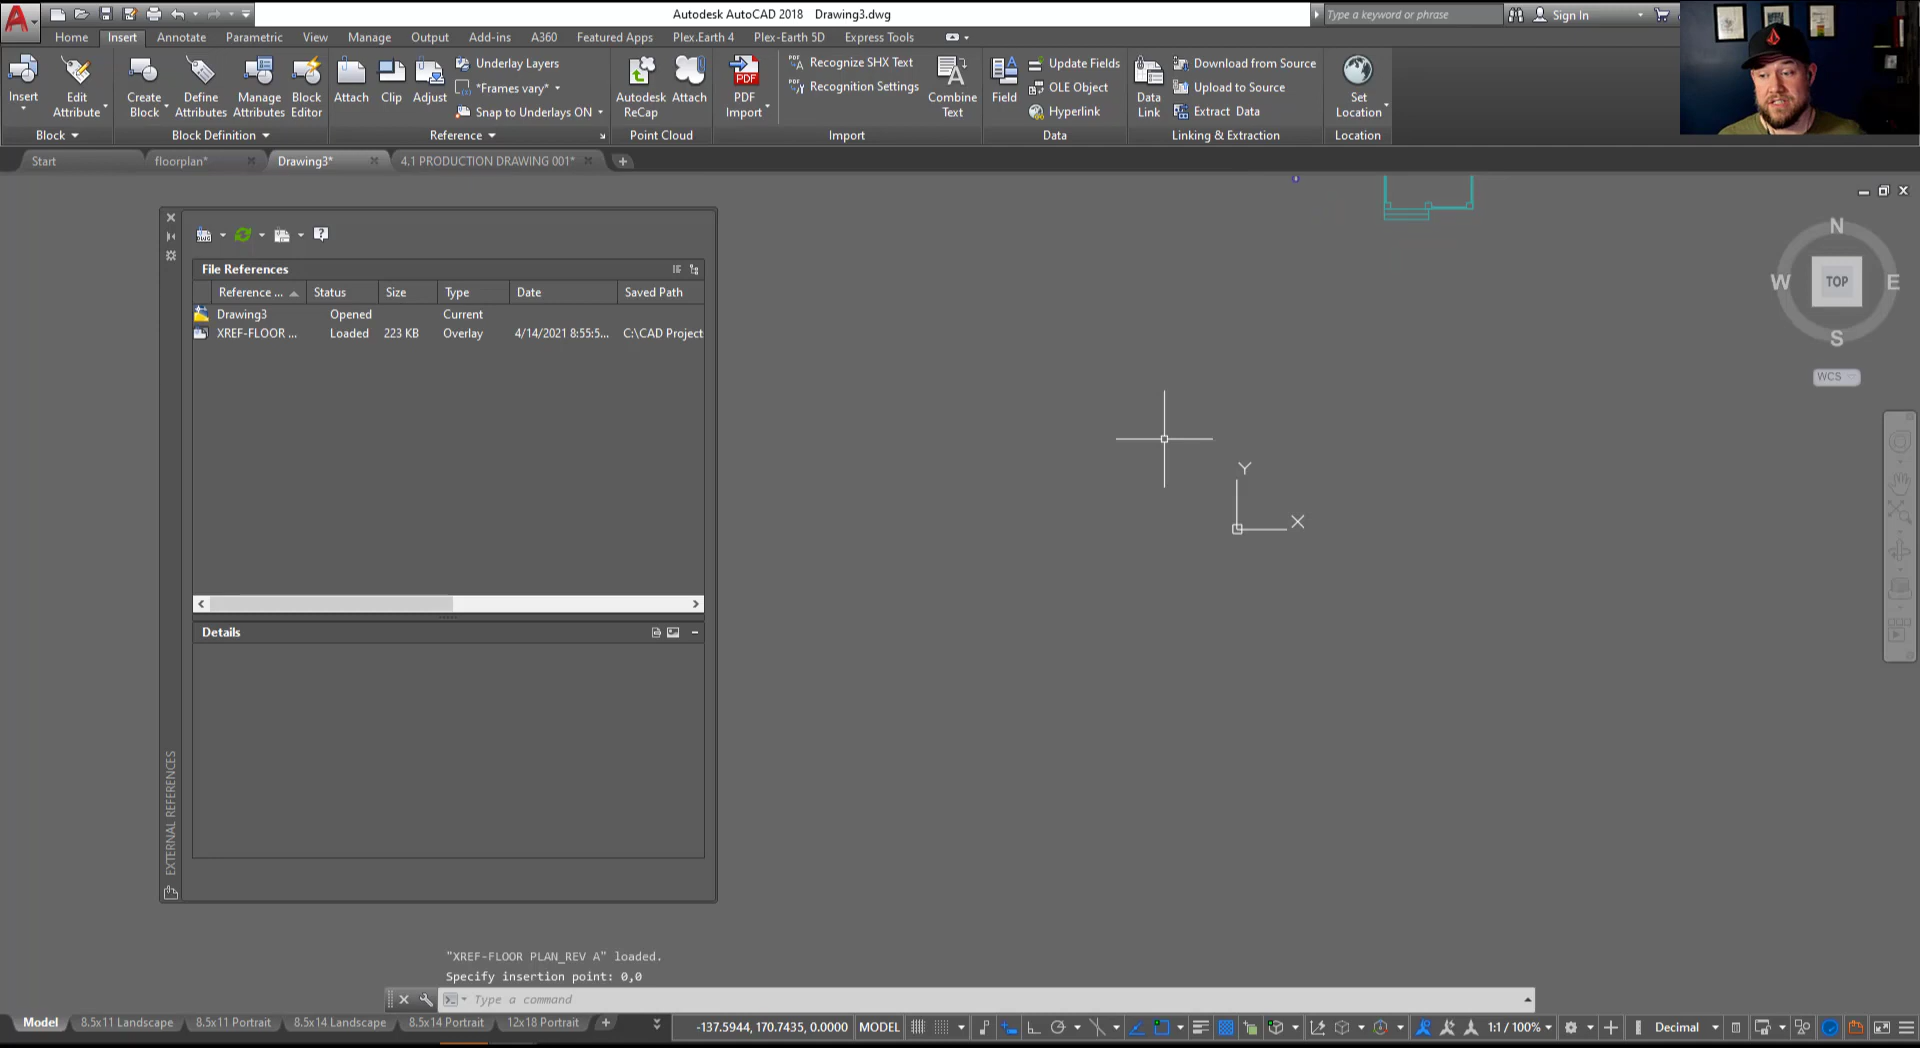 Autodesk AutoCAD 2018 Drawing3.dwg
Type a keyword or phrase
Sign In
Home Insert Annotate Parametric View Manage Output Add-ins A360 Featured Apps Plex.Earth 4 Plex-Earth 5D Express Tools
Insert
Edit Attribute
Block
Create Block
Define Attributes
Manage Attributes
Block Editor
Block Definition
Attach
Clip
Adjust
Underlay Layers
*Frames vary*
Snap to Underlays ON
Reference
Autodesk ReCap
Attach
Point Cloud
PDF
PDF Import
Recognize SHX Text
Recognition Settings
Combine Text
Import
Field
Update Fields
OLE Object
Hyperlink
Data
Data Link
Download from Source
Upload to Source
Extract Data
Linking & Extraction
Set Location
Location
Start floorplan* Drawing3* 4.1 PRODUCTION DRAWING 001*
File References
Reference ... Status Size Type Date Saved Path
Drawing3 Opened Current
XREF-FLOOR ... Loaded 223 KB Overlay 4/14/2021 8:55:5... C:\CAD Project
Details
EXTERNAL REFERENCES
N
W TOP E
S
WCS
Y
X
"XREF-FLOOR PLAN_REV A" loaded.
Specify insertion point: 0,0
Type a command
Model 8.5x11 Landscape 8.5x11 Portrait 8.5x14 Landscape 8.5x14 Portrait 12x18 Portrait
-137.5944, 170.7435, 0.0000 MODEL 1:1 / 100% Decimal